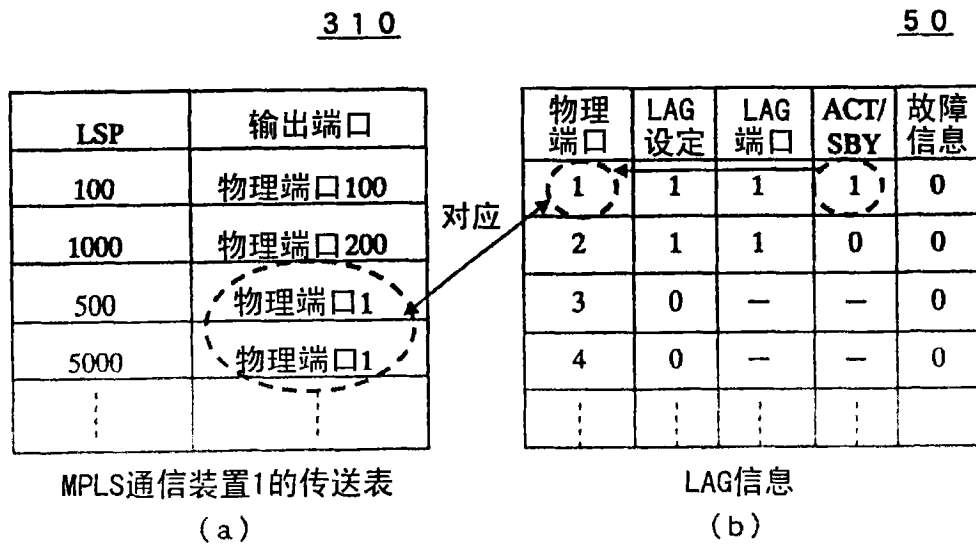 310
50
LSP 输出端口
100 物理端口100
1000 物理端口200
500 物理端口1
5000 物理端口1
对应
物理端口 LAG设定 LAG端口 ACT/SBY 故障信息
1 1 1 1 0
2 1 1 0 0
3 0 — — 0
4 0 — — 0
MPLS通信装置1的传送表
(a)
LAG信息
(b)